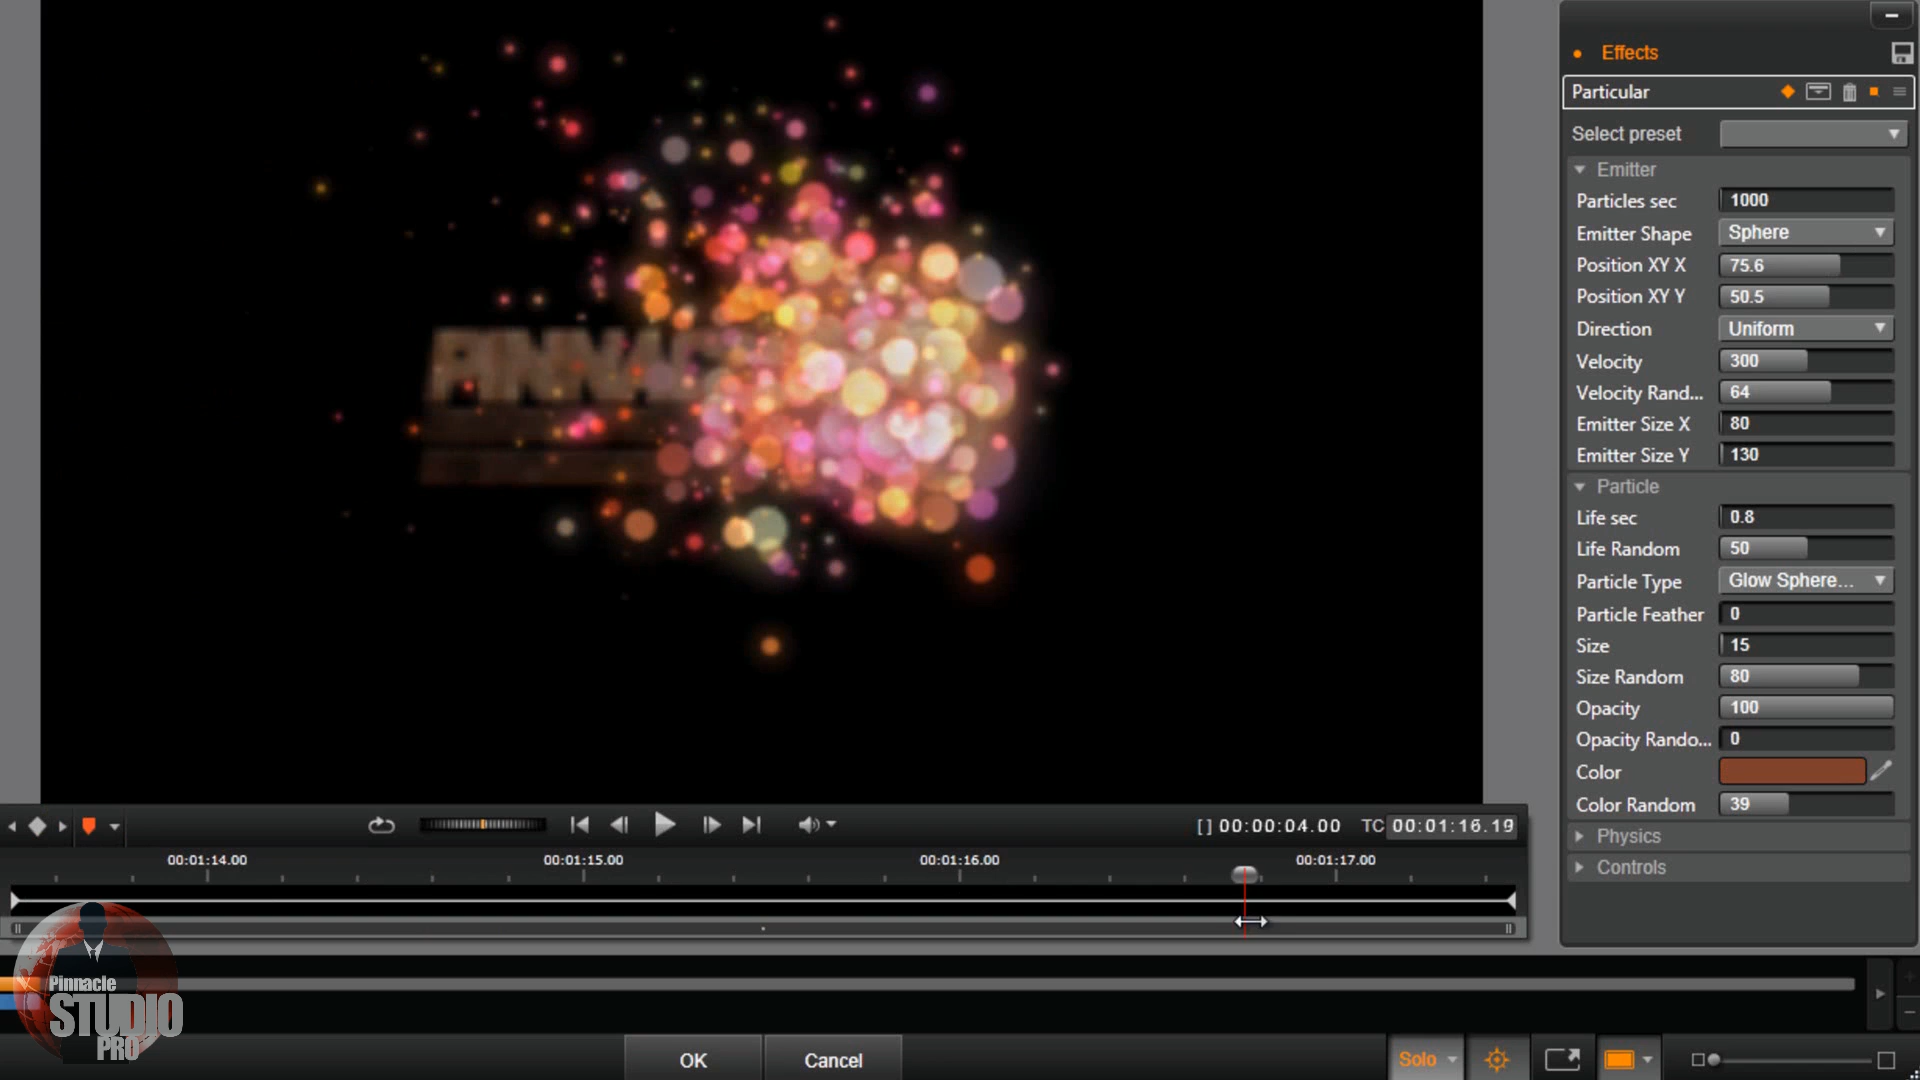 Effects
Particular
Select preset
Emitter
Particles sec 1000
Emitter Shape Sphere
Position XY X 75.6
Position XY Y 50.5
Direction Uniform
Velocity 300
Velocity Rand... 64
Emitter Size X 80
Emitter Size Y 130
Particle
Life sec 0.8
Life Random 50
Particle Type Glow Sphere...
Particle Feather 0
Size 15
Size Random 80
Opacity 100
Opacity Rando... 0
Color
Color Random 39
Physics
Controls
PINNAC
[] 00:00:04.00 TC 00:01:16.19
00:01:14.00 00:01:15.00 00:01:16.00 00:01:17.00
Pinnacle
STUDIO
PRO
OK Cancel Solo